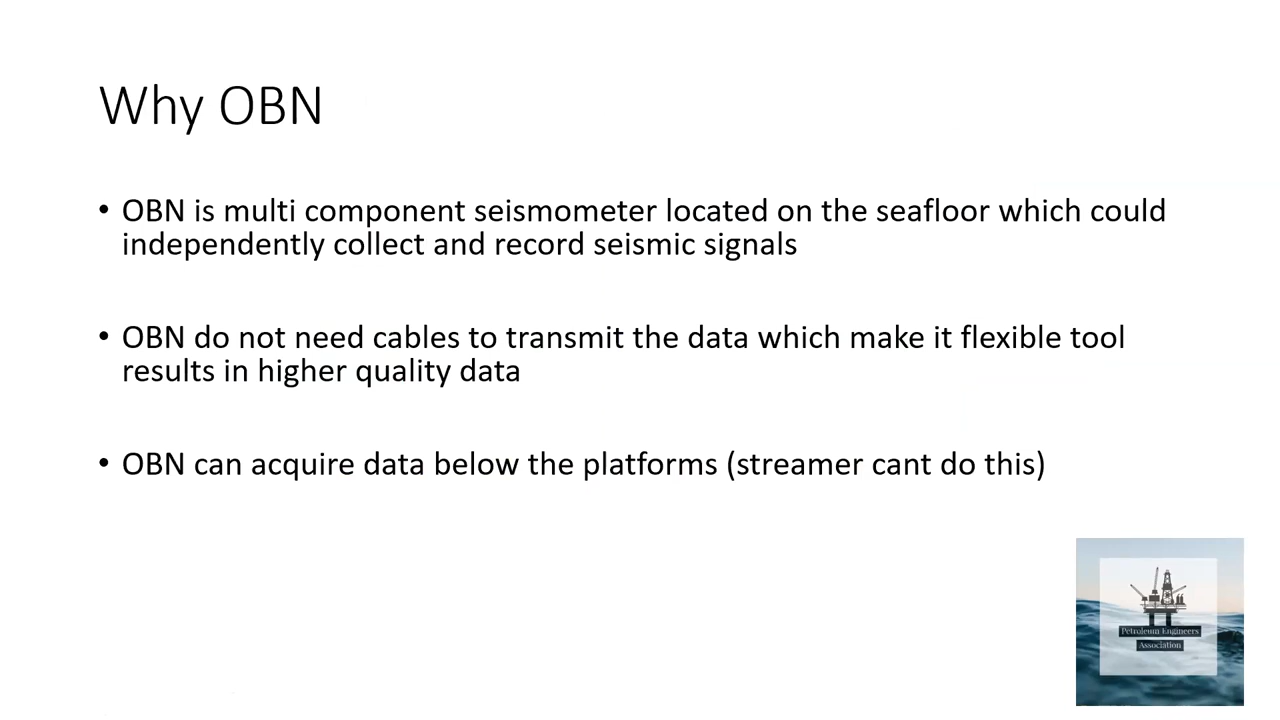 Why OBN
• OBN is multi component seismometer located on the seafloor which could
independently collect and record seismic signals
• OBN do not need cables to transmit the data which make it flexible tool
results in higher quality data
• OBN can acquire data below the platforms (streamer cant do this)
Petroleum Engineers
Association